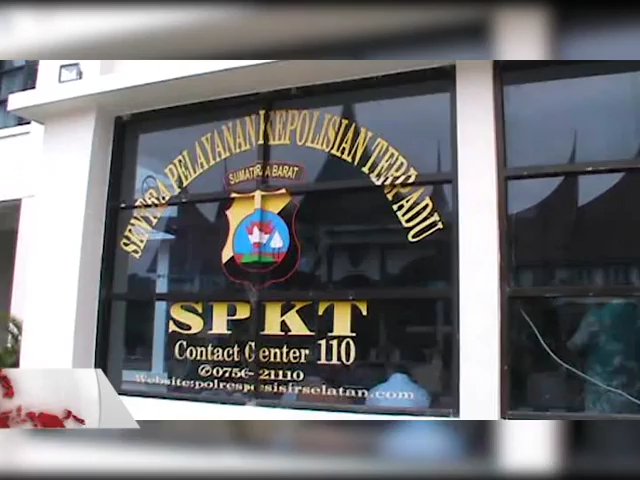 SENTRA PELAYANAN KEPOLISIAN TERPADU
SUMATERA BARAT
SPKT
Contact Center 110
✆0756-21110
Website:polrespesisirselatan.com